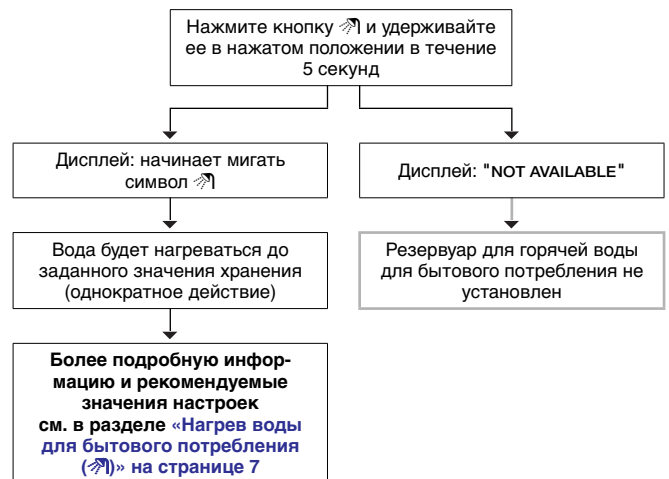 Нажмите кнопку и удерживайте
ее в нажатом положении в течение
5 секунд
Дисплей: начинает мигать
символ
Дисплей: "NOT AVAILABLE"
Вода будет нагреваться до
заданного значения хранения
(однократное действие)
Резервуар для горячей воды
для бытового потребления не
установлен
Более подробную инфор-
мацию и рекомендуемые
значения настроек
см. в разделе «Нагрев воды
для бытового потребления
()» на странице 7